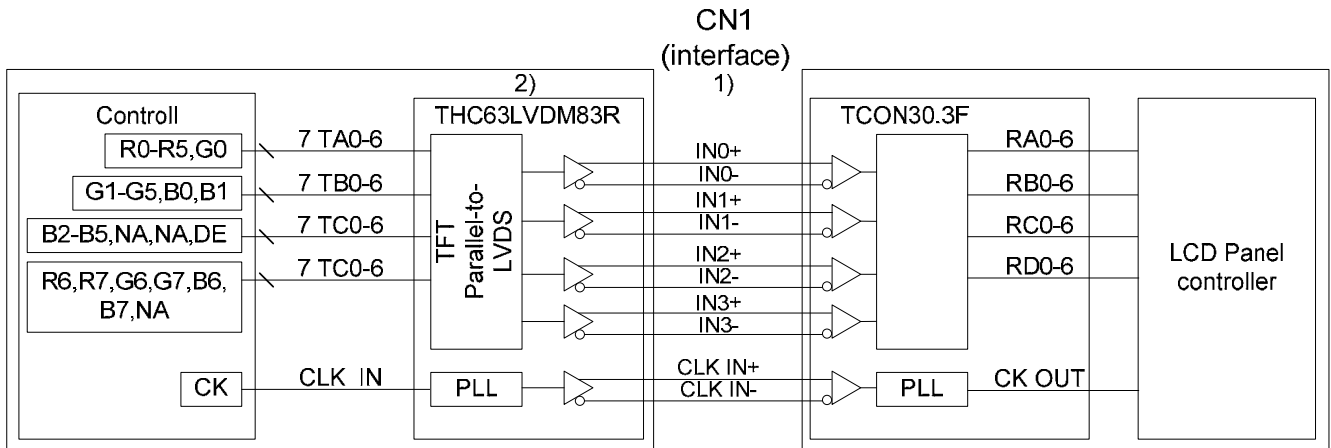 CN1
(interface)
1)
2)
Controll
R0-R5,G0
G1-G5,B0,B1
B2-B5,NA,NA,DE
R6,R7,G6,G7,B6,
B7,NA
CK
7 TA0-6
7 TB0-6
7 TC0-6
7 TC0-6
CLK IN
THC63LVDM83R
TFT
Parallel-to-
LVDS
PLL
IN0+
IN0-
IN1+
IN1-
IN2+
IN2-
IN3+
IN3-
CLK IN+
CLK IN-
TCON30.3F
PLL
RA0-6
RB0-6
RC0-6
RD0-6
CK OUT
LCD Panel
controller